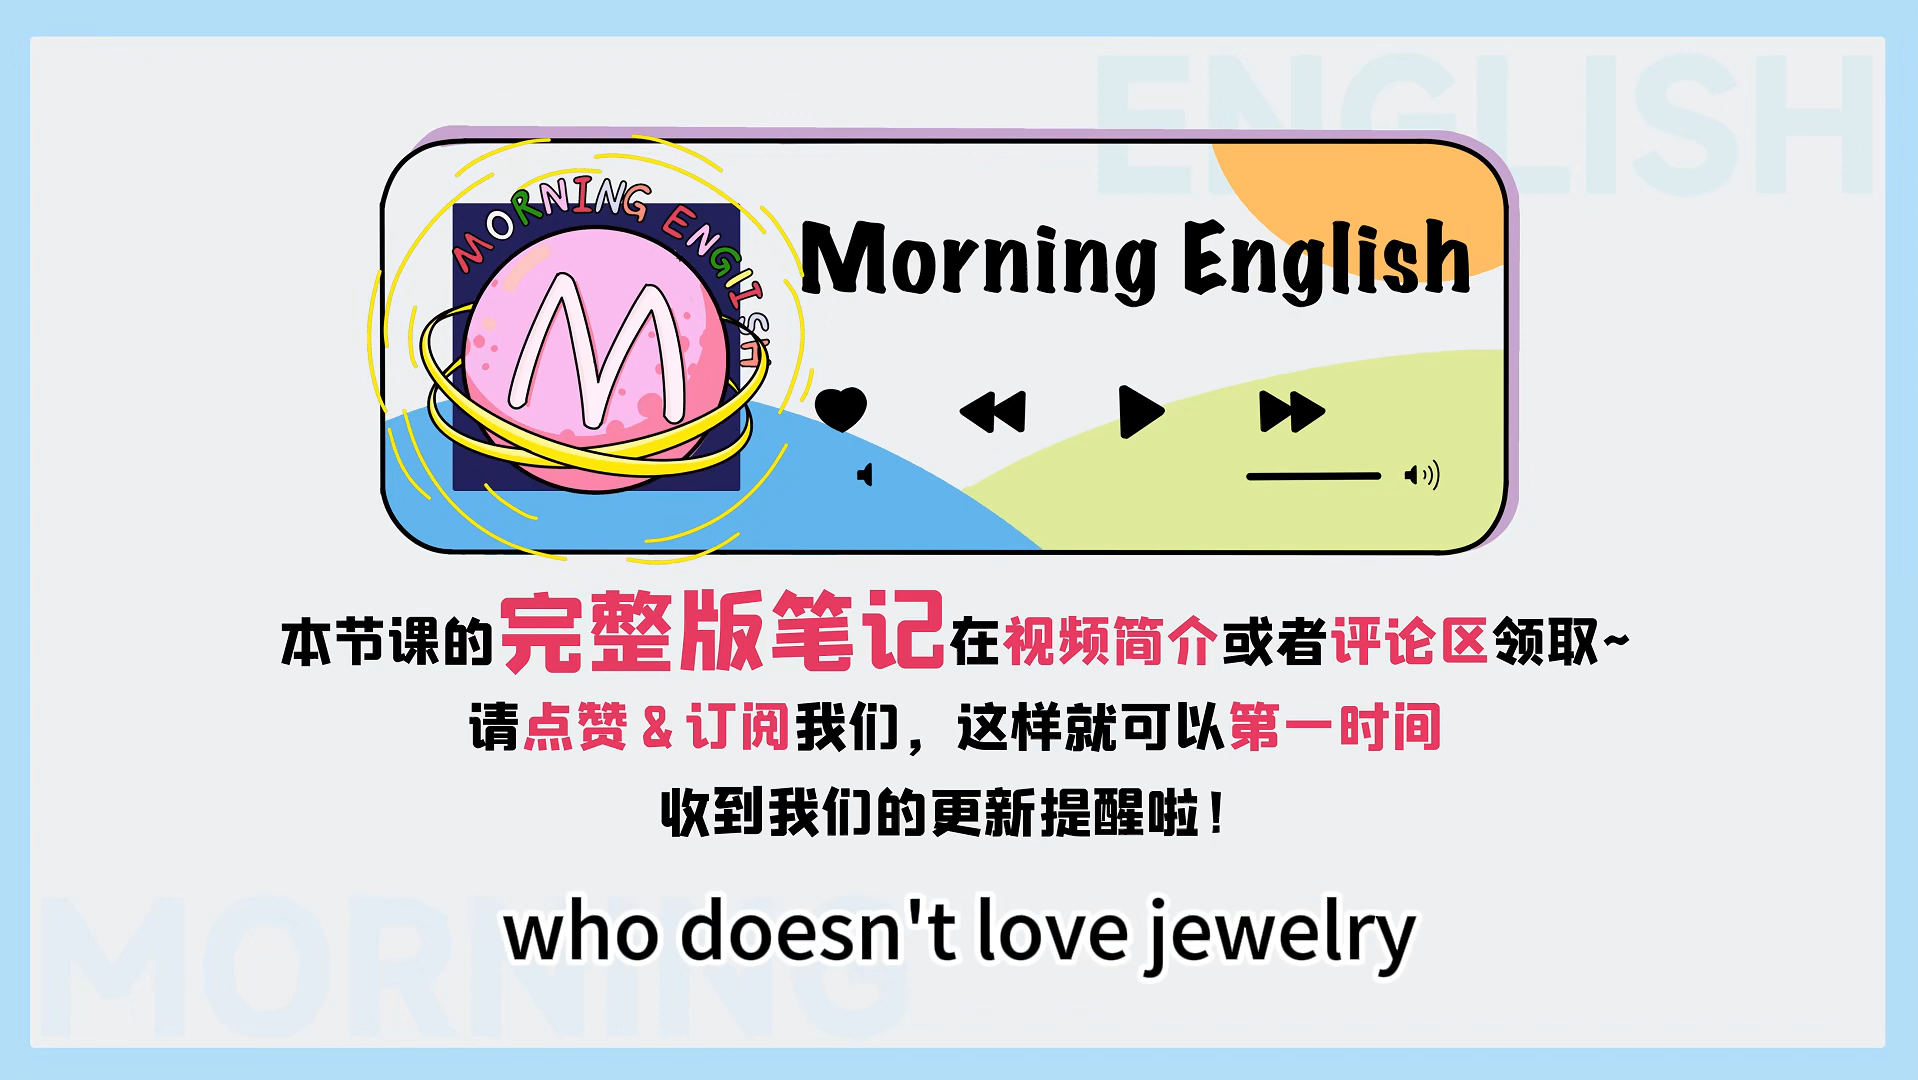 ENGLISH
MORNING ENGlISH
M
Morning English
本节课的完整版笔记在视频简介或者评论区领取~
请点赞&订阅我们，这样就可以第一时间
收到我们的更新提醒啦！
MORNING
who doesn't love jewelry